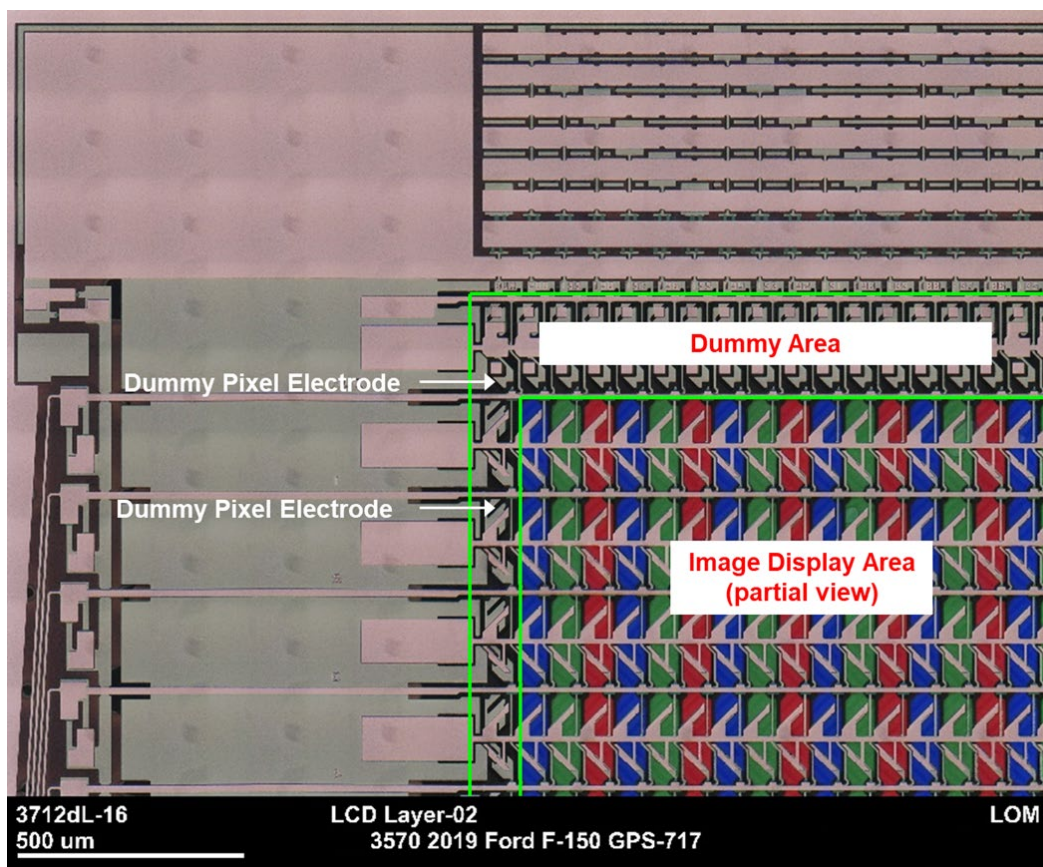 Dummy Area
Dummy Pixel Electrode
Dummy Pixel Electrode
Image Display Area
(partial view)
3712dL-16 LCD Layer-02 LOM
500 um 3570 2019 Ford F-150 GPS-717